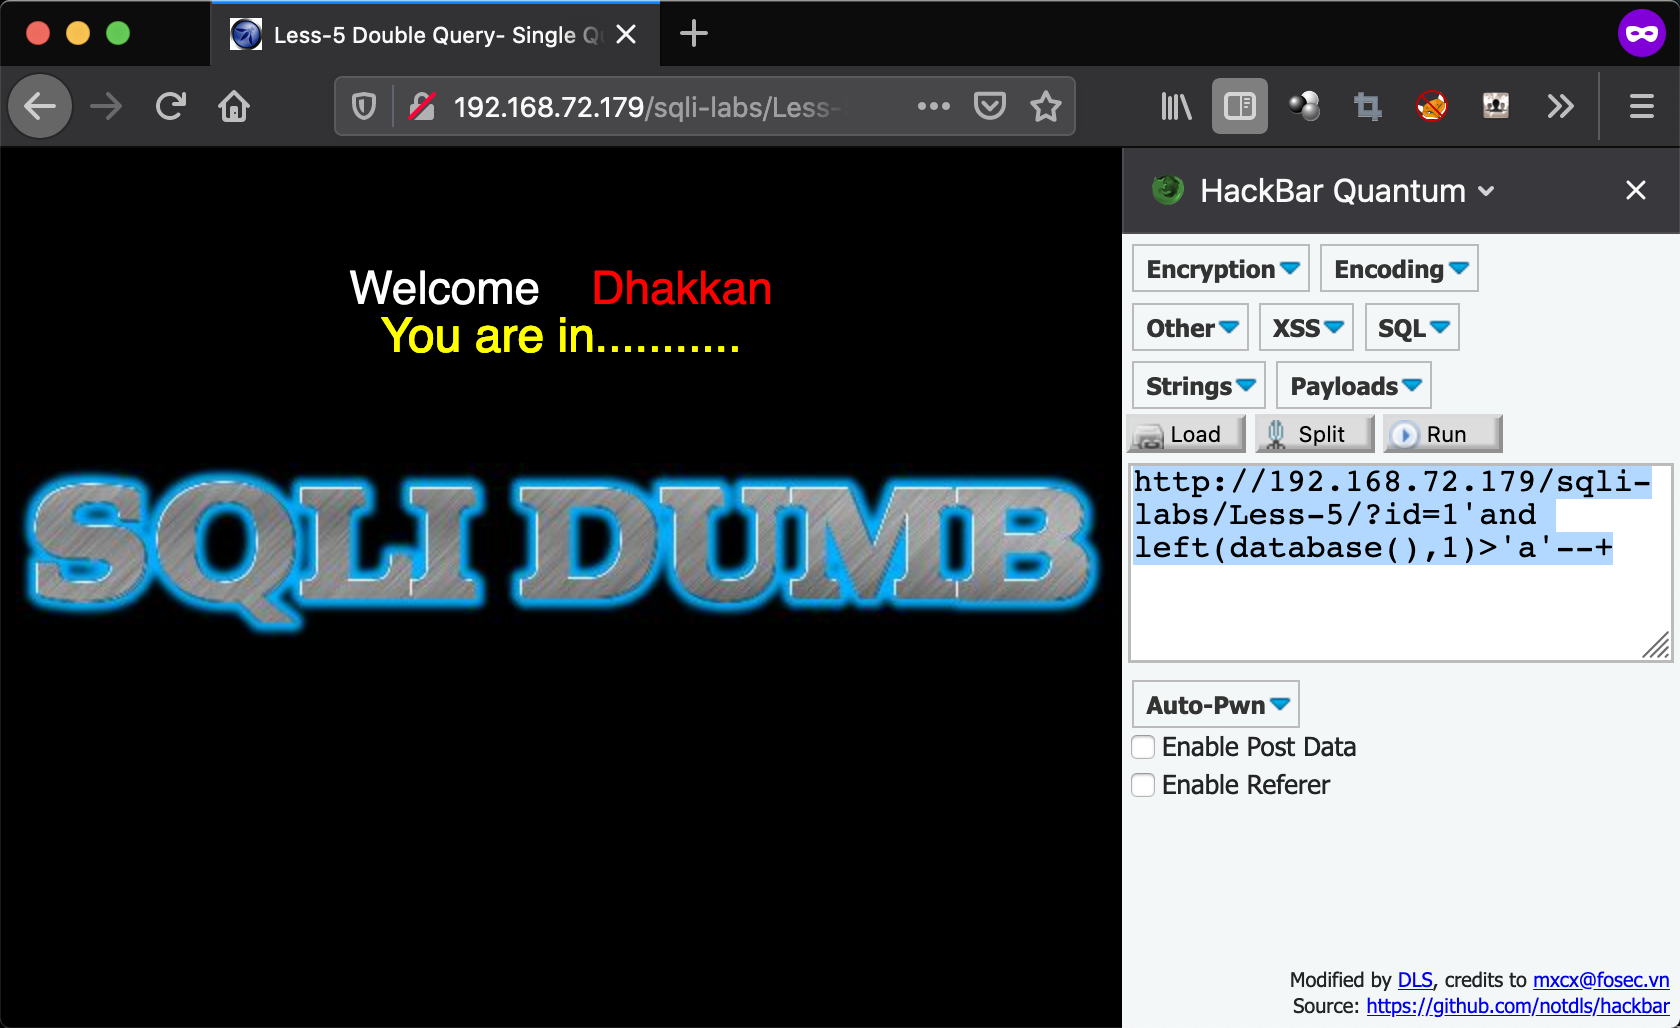 Less-5 Double Query- Single Qu
192.168.72.179/sqli-labs/Less-
HackBar Quantum
Welcome Dhakkan
You are in...........
SQLI DUMB
Encryption Encoding
Other XSS SQL
Strings Payloads
Load Split Run
http://192.168.72.179/sqli-
labs/Less-5/?id=1'and
left(database(),1)>'a'--+
Auto-Pwn
Enable Post Data
Enable Referer
Modified by DLS, credits to mxcx@fosec.vn
Source: https://github.com/notdls/hackbar